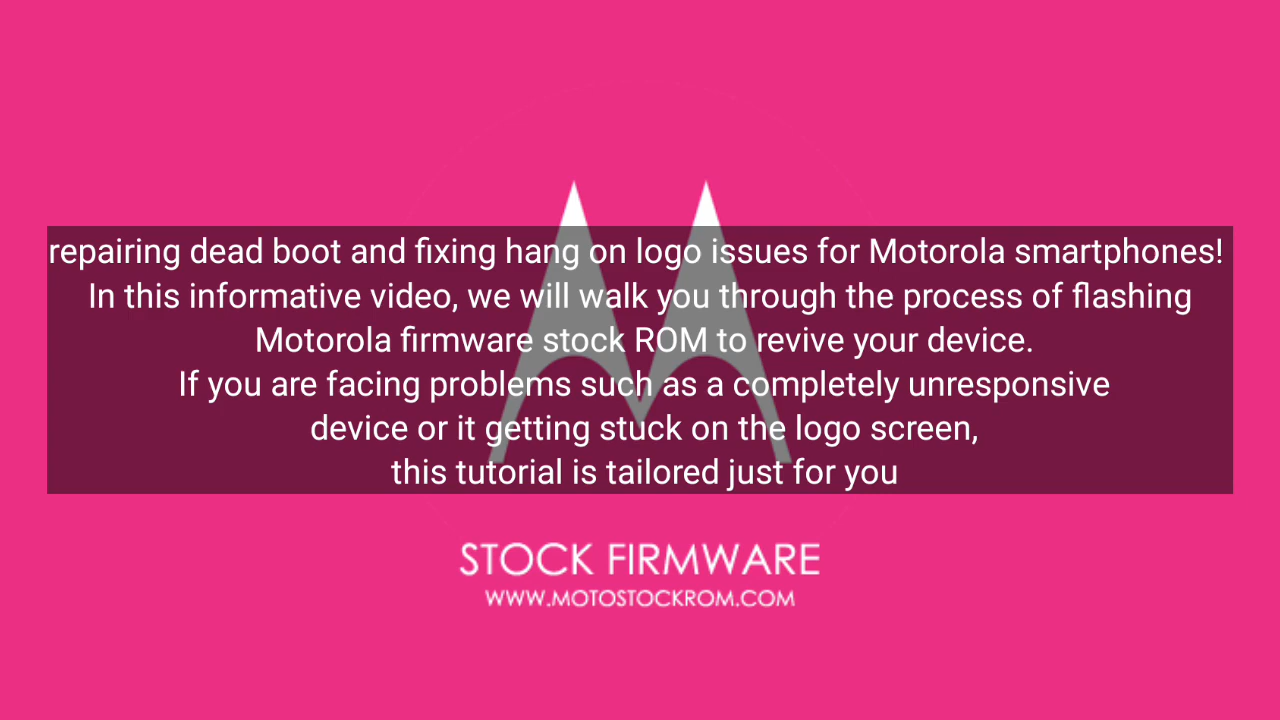 repairing dead boot and fixing hang on logo issues for Motorola smartphones!
In this informative video, we will walk you through the process of flashing
Motorola firmware stock ROM to revive your device.
If you are facing problems such as a completely unresponsive
device or it getting stuck on the logo screen,
this tutorial is tailored just for you
STOCK FIRMWARE
WWW.MOTOSTOCKROM.COM